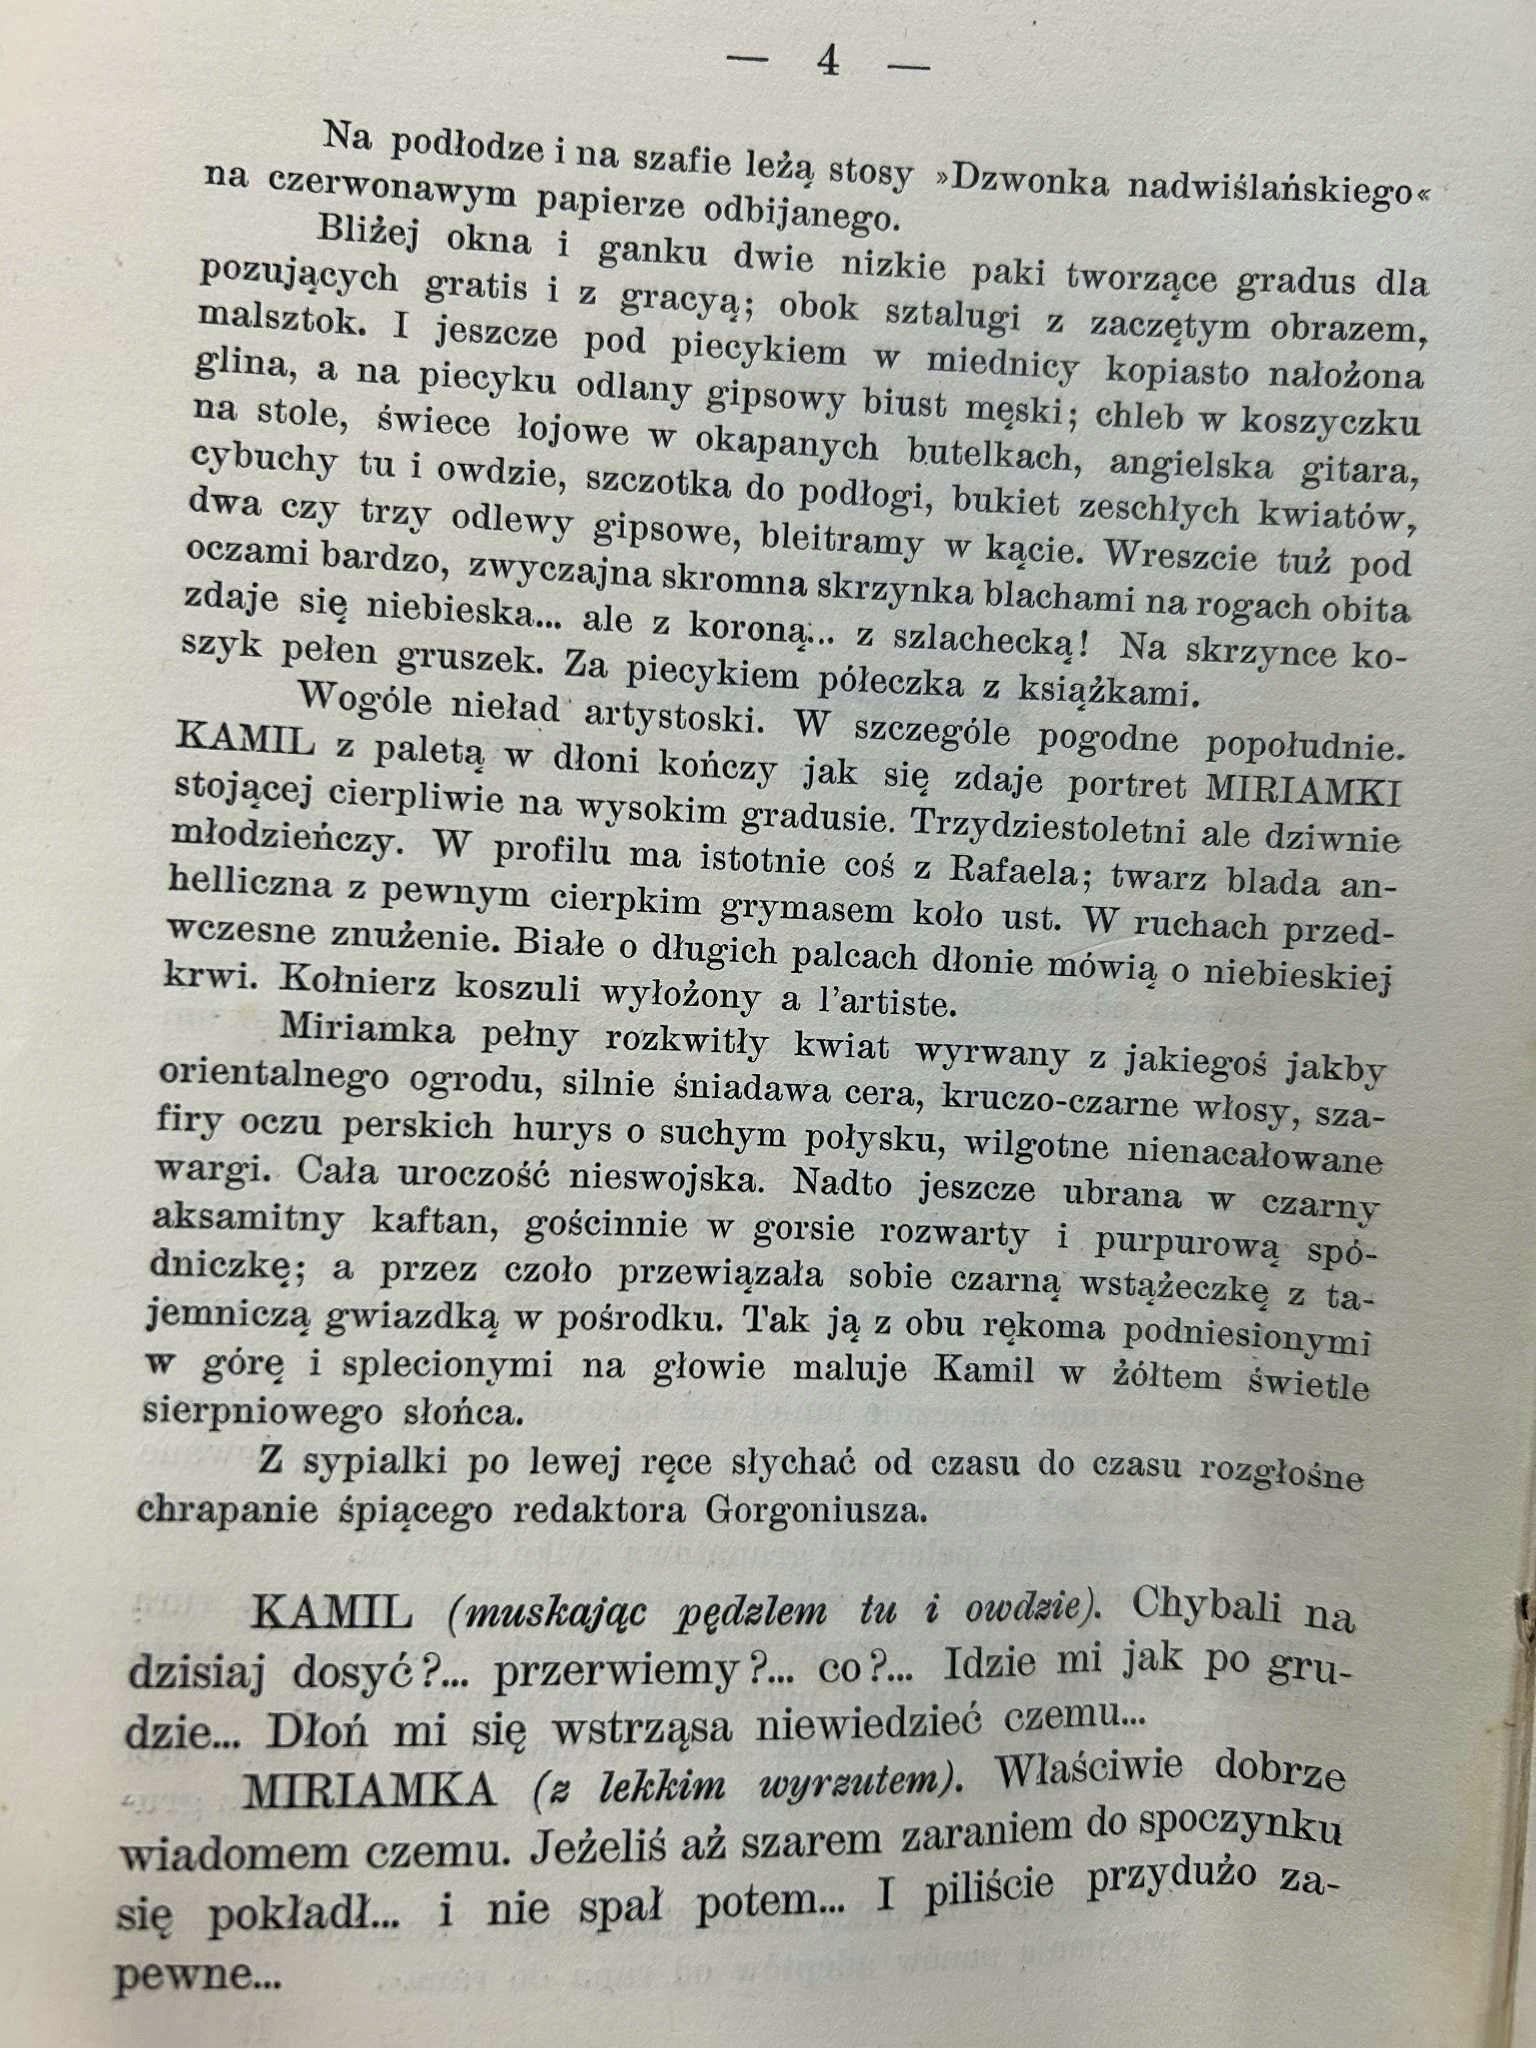 — 4 —
Na podłodze i na szafie leżą stosy »Dzwonka nadwiślańskiego«
na czerwonawym papierze odbijanego.
Bliżej okna i ganku dwie nizkie paki tworzące gradus dla
pozujących gratis i z gracyą; obok sztalugi z zaczętym obrazem,
malsztok. I jeszcze pod piecykiem w miednicy kopiasto nałożona
glina, a na piecyku odlany gipsowy biust męski; chleb w koszyczku
na stole, świece łojowe w okapanych butelkach, angielska gitara,
cybuchy tu i owdzie, szczotka do podłogi, bukiet zeschłych kwiatów,
dwa czy trzy odlewy gipsowe, bleitramy w kącie. Wreszcie tuż pod
oczami bardzo, zwyczajna skromna skrzynka blachami na rogach obita
zdaje się niebieska... ale z koroną... z szlachecką! Na skrzynce ko-
szyk pełen gruszek. Za piecykiem półeczka z książkami.
Wogóle nieład artystoski. W szczególe pogodne popołudnie.
KAMIL z paletą w dłoni kończy jak się zdaje portret MIRIAMKI
stojącej cierpliwie na wysokim gradusie. Trzydziestoletni ale dziwnie
młodzieńczy. W profilu ma istotnie coś z Rafaela; twarz blada an-
helliczna z pewnym cierpkim grymasem koło ust. W ruchach przed-
wczesne znużenie. Białe o długich palcach dłonie mówią o niebieskiej
krwi. Kołnierz koszuli wyłożony a l'artiste.
Miriamka pełny rozkwitły kwiat wyrwany z jakiegoś jakby
orientalnego ogrodu, silnie śniadawa cera, kruczo-czarne włosy, sza-
firy oczu perskich hurys o suchym połysku, wilgotne nienacałowane
wargi. Cała uroczość nieswojska. Nadto jeszcze ubrana w czarny
aksamitny kaftan, gościnnie w gorsie rozwarty i purpurową spó-
dniczkę; a przez czoło przewiązała sobie czarną wstążeczkę z ta-
jemniczą gwiazdką w pośrodku. Tak ją z obu rękoma podniesionymi
w górę i splecionymi na głowie maluje Kamil w żółtem świetle
sierpniowego słońca.
Z sypialki po lewej ręce słychać od czasu do czasu rozgłośne
chrapanie śpiącego redaktora Gorgoniusza.
KAMIL (muskając pędzlem tu i owdzie). Chybali na
dzisiaj dosyć?... przerwiemy?... co?... Idzie mi jak po gru-
dzie... Dłoń mi się wstrząsa niewiedzieć czemu...
MIRIAMKA (z lekkim wyrzutem). Właściwie dobrze
wiadomem czemu. Jeżeliś aż szarem zaraniem do spoczynku
się pokładł... i nie spał potem... I piliście przydużo za-
pewne...